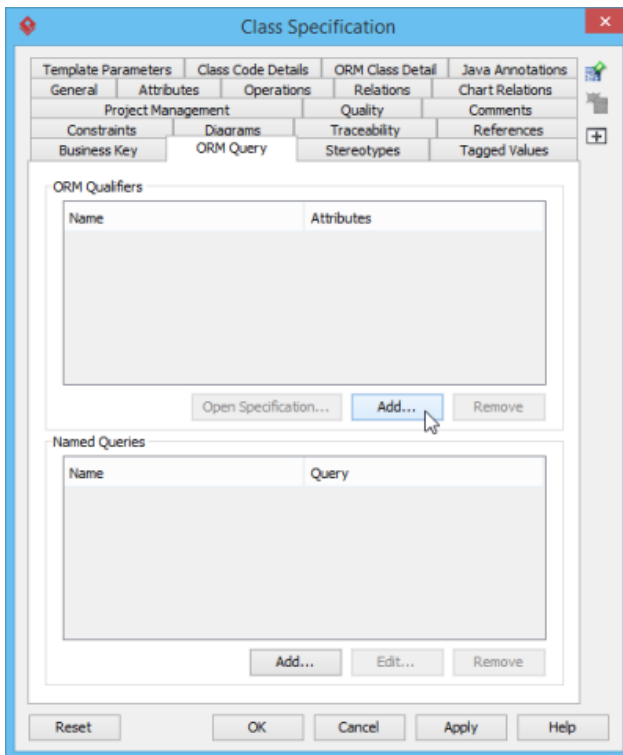 Class Specification
Template Parameters Class Code Details ORM Class Detail Java Annotations
General Attributes Operations Relations Chart Relations
Project Management Quality Comments
Constraints Diagrams Traceability References
Business Key ORM Query Stereotypes Tagged Values
ORM Qualifiers
Name Attributes
Open Specification... Add... Remove
Named Queries
Name Query
Add... Edit... Remove
Reset OK Cancel Apply Help